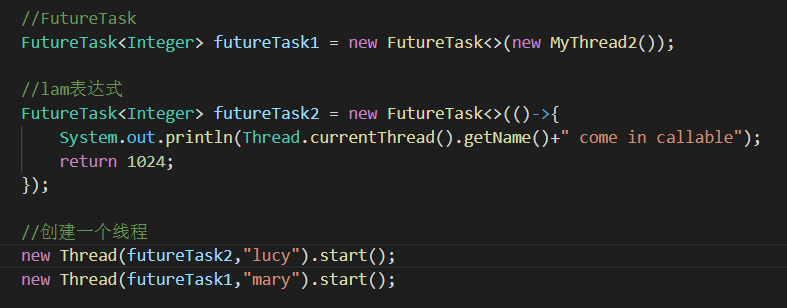 //FutureTask
FutureTask<Integer> futureTask1 = new FutureTask<>(new MyThread2());
//lam表达式
FutureTask<Integer> futureTask2 = new FutureTask<>(()->{
System.out.println(Thread.currentThread().getName()+" come in callable");
return 1024;
});
//创建一个线程
new Thread(futureTask2,"lucy").start();
new Thread(futureTask1,"mary").start();